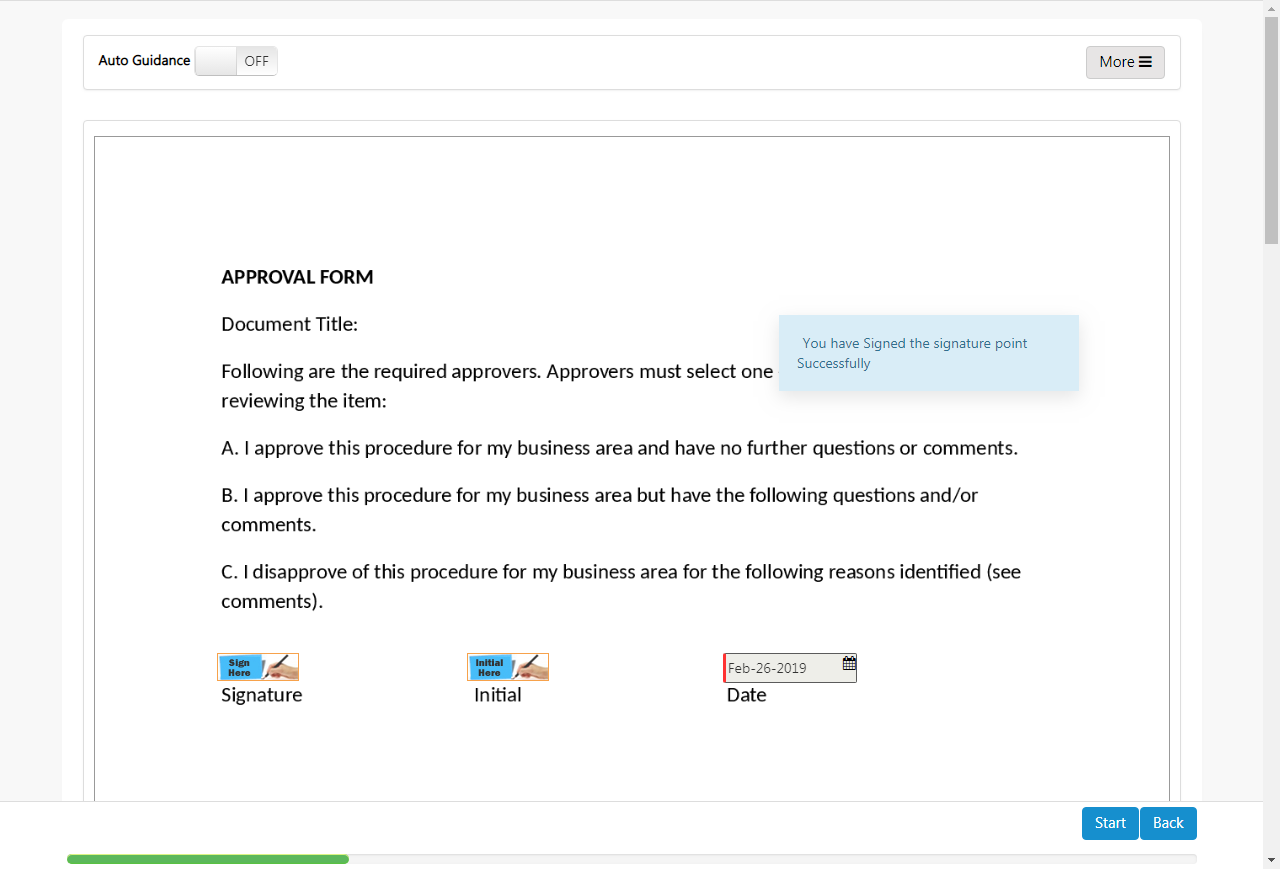 Auto Guidance OFF More
APPROVAL FORM
Document Title:
You have Signed the signature point
Successfully
Following are the required approvers. Approvers must select one
reviewing the item:
A. I approve this procedure for my business area and have no further questions or comments.
B. I approve this procedure for my business area but have the following questions and/or
comments.
C. I disapprove of this procedure for my business area for the following reasons identified (see
comments).
Sign Here
Initial Here
Feb-26-2019
Signature Initial Date
Start Back